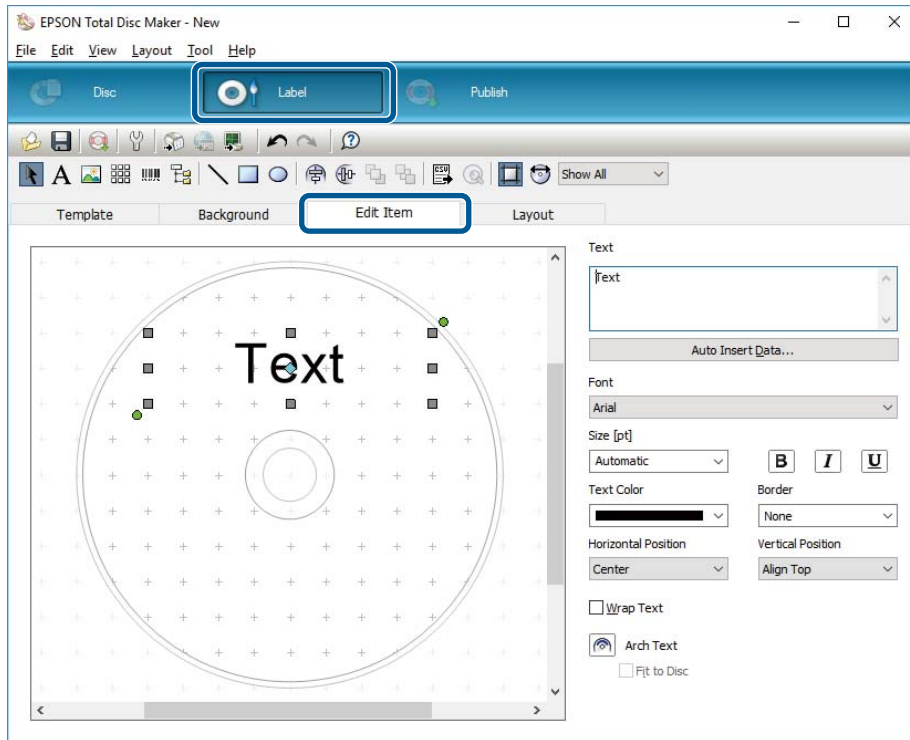 EPSON Total Disc Maker - New
File Edit View Layout Tool Help
Disc Label Publish
A CSV Show All
Template Background Edit Item Layout
Text
Text
Text
Auto Insert Data...
Font
Arial
Size [pt]
Automatic B I U
Text Color Border
None
Horizontal Position Vertical Position
Center Align Top
Wrap Text
Arch Text
Fit to Disc